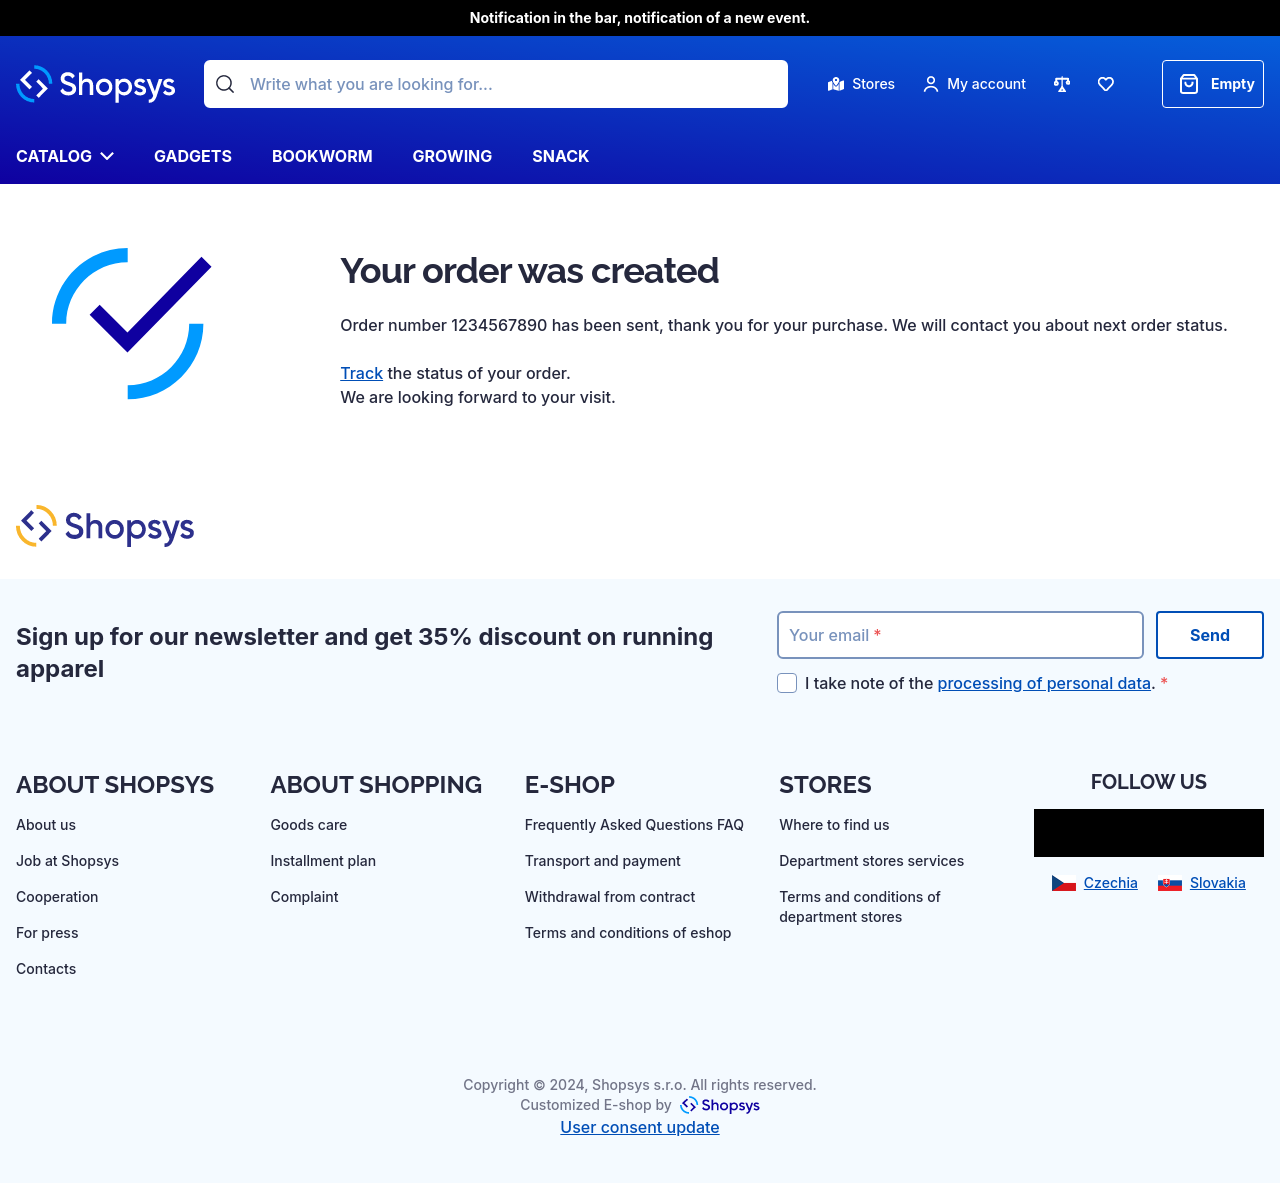 Notification in the bar, notification of a new event.
Shopsys
Write what you are looking for...
Stores
My account
Empty
CATALOG
GADGETS
BOOKWORM
GROWING
SNACK
Your order was created
Order number 1234567890 has been sent, thank you for your purchase. We will contact you about next order status.
Track the status of your order.
We are looking forward to your visit.
Shopsys
Sign up for our newsletter and get 35% discount on running
apparel
Your email *
Send
I take note of the processing of personal data. *
ABOUT SHOPSYS
About us
Job at Shopsys
Cooperation
For press
Contacts
ABOUT SHOPPING
Goods care
Installment plan
Complaint
E-SHOP
Frequently Asked Questions FAQ
Transport and payment
Withdrawal from contract
Terms and conditions of eshop
STORES
Where to find us
Department stores services
Terms and conditions of
department stores
FOLLOW US
Czechia
Slovakia
Copyright © 2024, Shopsys s.r.o. All rights reserved.
Customized E-shop by Shopsys
User consent update